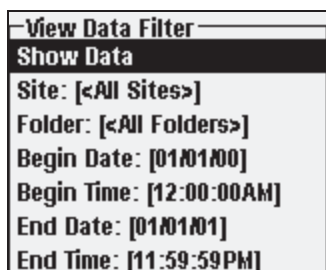 View Data Filter
Show Data
Site: [<All Sites>]
Folder: [<All Folders>]
Begin Date: [01/01/00]
Begin Time: [12:00:00AM]
End Date: [01/01/01]
End Time: [11:59:59PM]